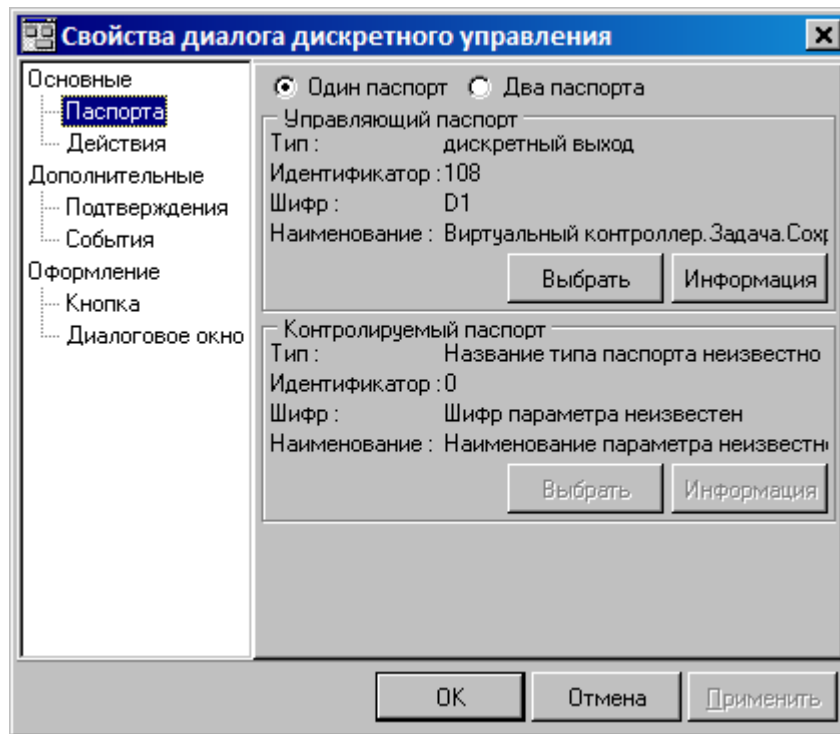 Свойства диалога дискретного управления
Основные
Паспорта
Действия
Дополнительные
Подтверждения
События
Оформление
Кнопка
Диалоговое окно
Один паспорт Два паспорта
Управляющий паспорт
Тип : дискретный выход
Идентификатор : 108
Шифр : D1
Наименование : Виртуальный контроллер.Задача.Сохр
Выбрать Информация
Контролируемый паспорт
Тип : Название типа паспорта неизвестно
Идентификатор : 0
Шифр : Шифр параметра неизвестен
Наименование : Наименование параметра неизвестн
Выбрать Информация
OK Отмена Применить